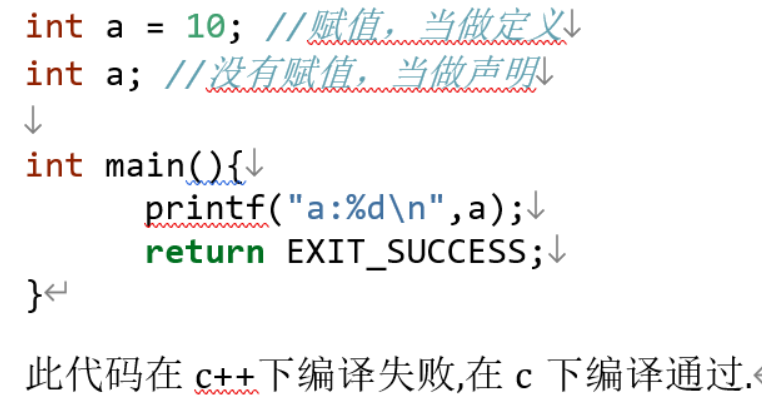 int a = 10; //赋值，当做定义↓
int a; //没有赋值，当做声明↓
↓
int main(){↓
printf("a:%d\n",a);↓
return EXIT_SUCCESS;↓
}↵
此代码在 c++下编译失败,在 c 下编译通过.↵